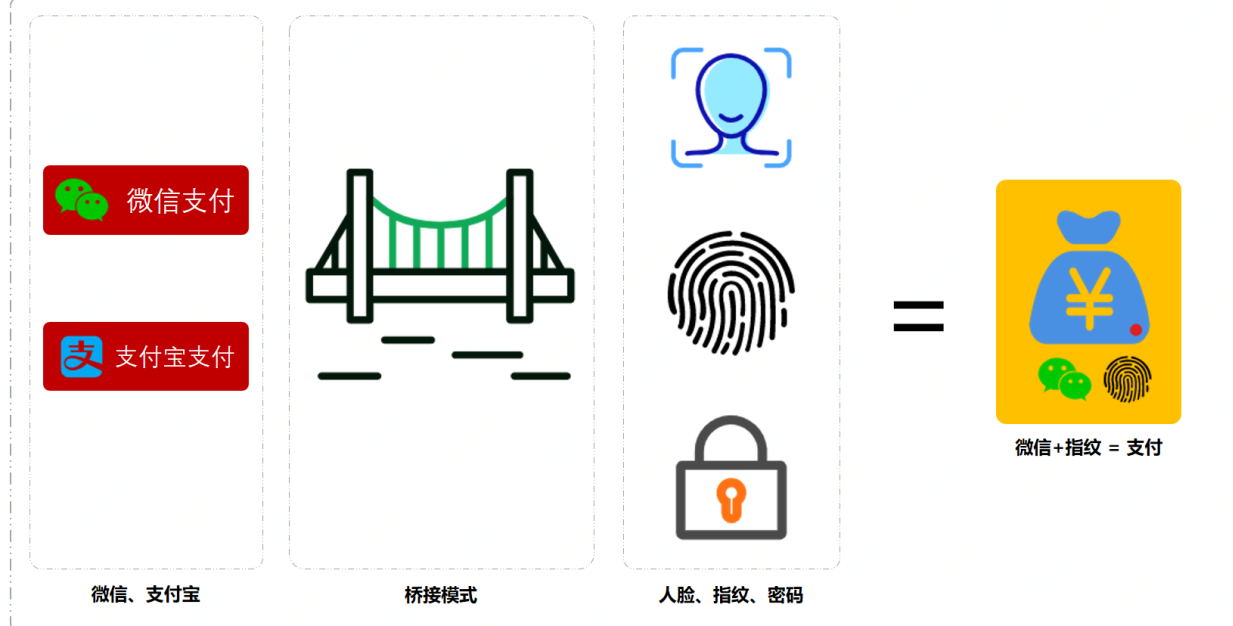 微信支付
支付宝支付
支
¥
微信+指纹 = 支付
微信、支付宝
桥接模式
人脸、指纹、密码